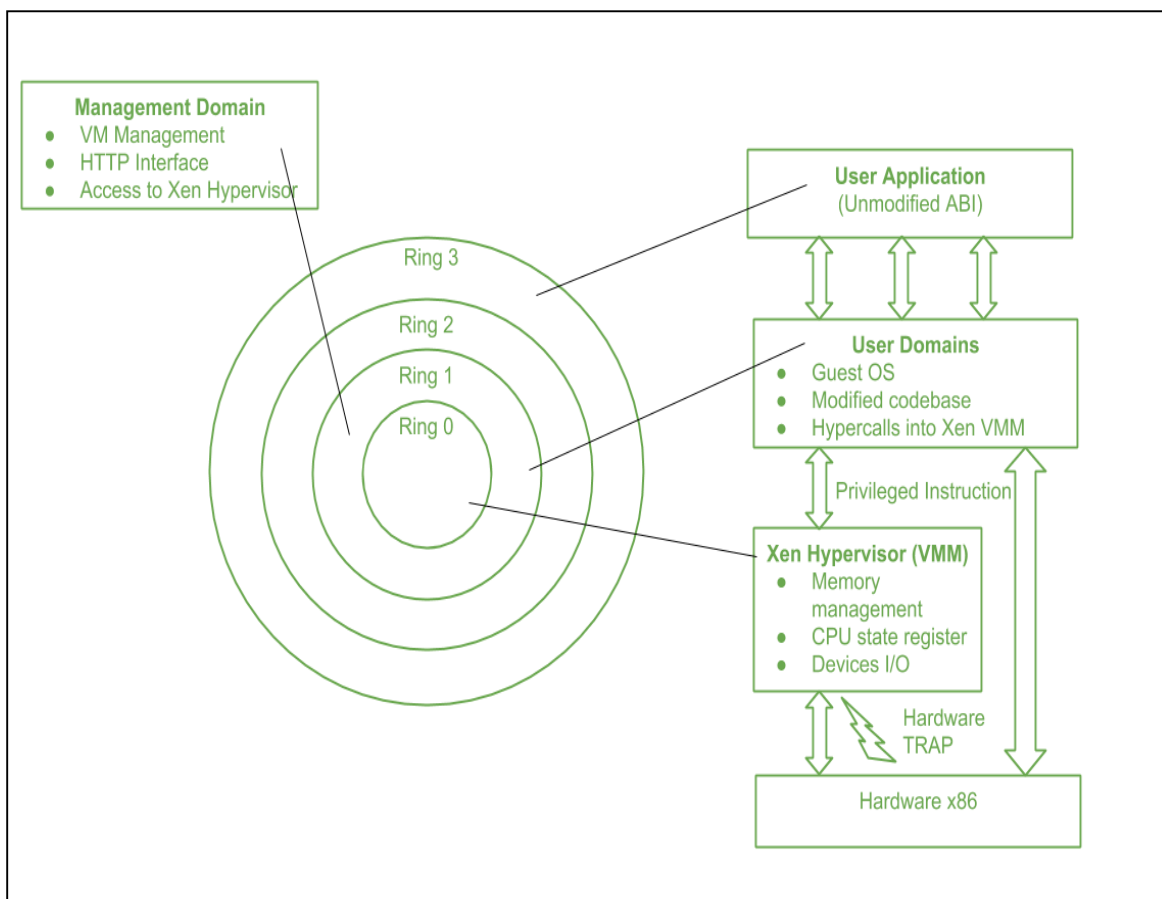 Management Domain
● VM Management
● HTTP Interface
● Access to Xen Hypervisor
Ring 3
Ring 2
Ring 1
Ring 0
User Application
(Unmodified ABI)
User Domains
● Guest OS
● Modified codebase
● Hypercalls into Xen VMM
Privileged Instruction
Xen Hypervisor (VMM)
● Memory
management
● CPU state register
● Devices I/O
Hardware
TRAP
Hardware x86